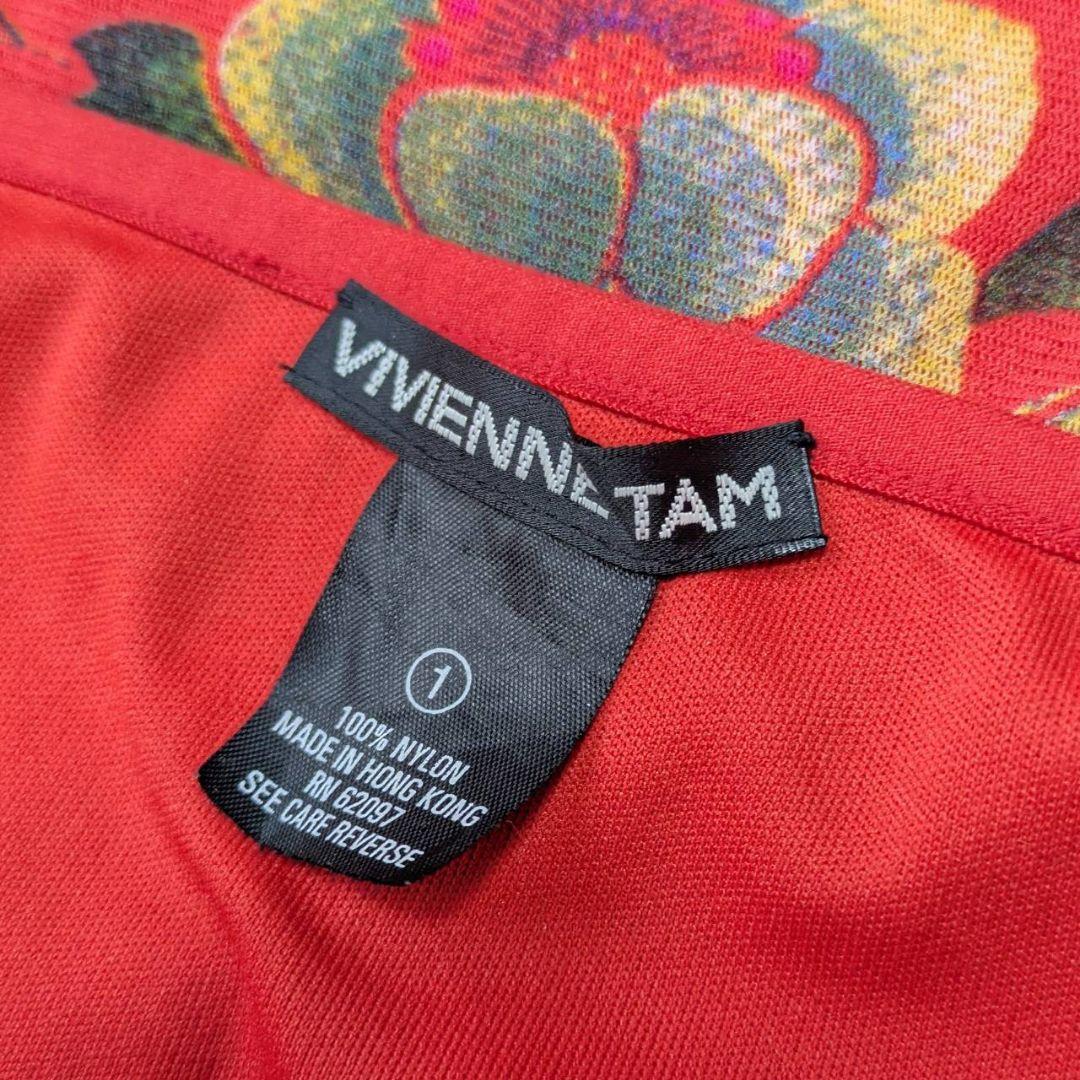 VIVIENNE TAM
1
100% NYLON
MADE IN HONG KONG
RN 62097
SEE CARE REVERSE